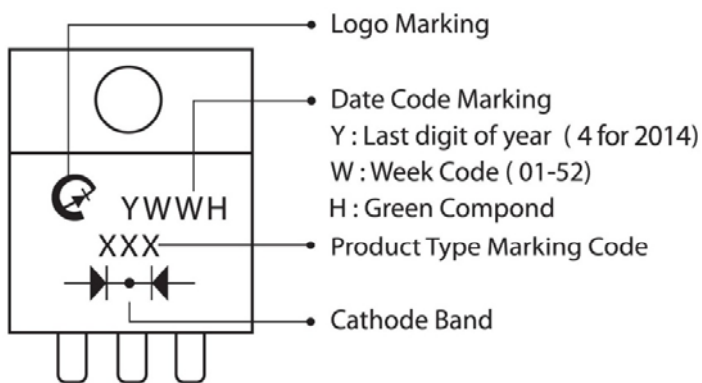 Logo Marking
Date Code Marking
Y : Last digit of year ( 4 for 2014)
W : Week Code ( 01-52)
H : Green Compond
YWWH
XXX
Product Type Marking Code
Cathode Band